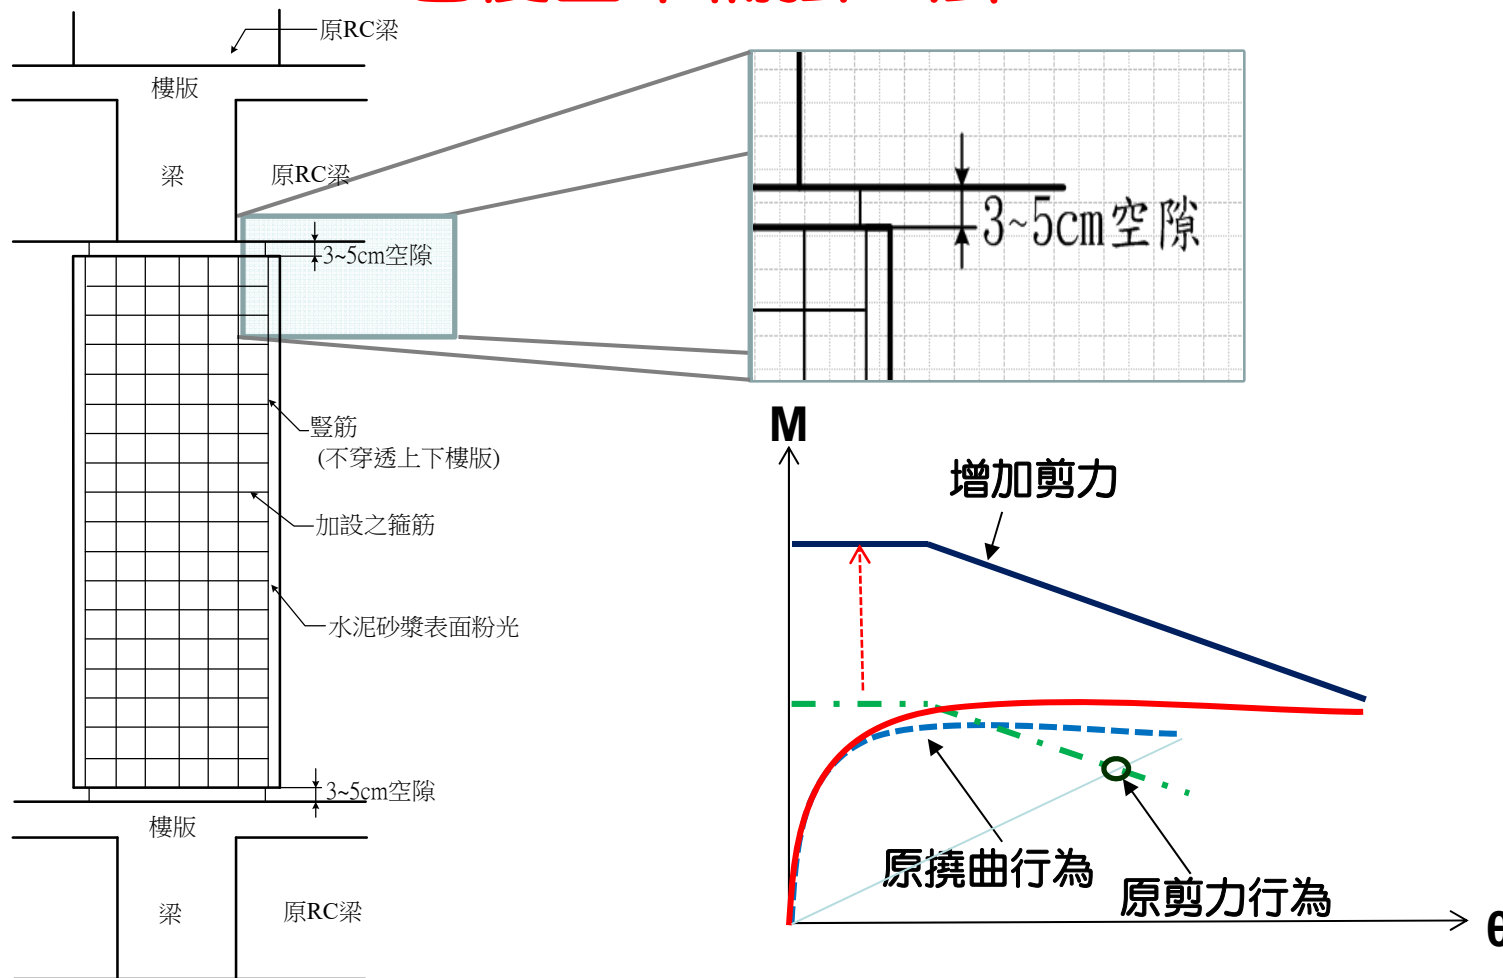 原RC梁
樓版
梁
原RC梁
3~5cm空隙
3~5cm空隙
豎筋
(不穿透上下樓版)
加設之箍筋
水泥砂漿表面粉光
3~5cm空隙
樓版
梁
原RC梁
M
增加剪力
原撓曲行為
原剪力行為
θ